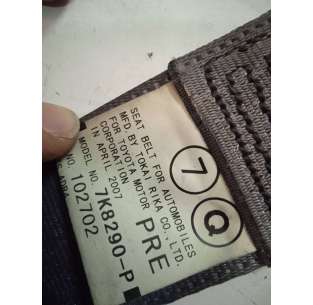 SEAT BELT FOR AUTOMOBILES
MFD BY TOKAI RIKA CO., LTD.
FOR TOYOTA MOTOR
CORPORATION
IN APRIL 2007
PRE
MODEL NO. 7K8290-P
NO. 102702
7
Q